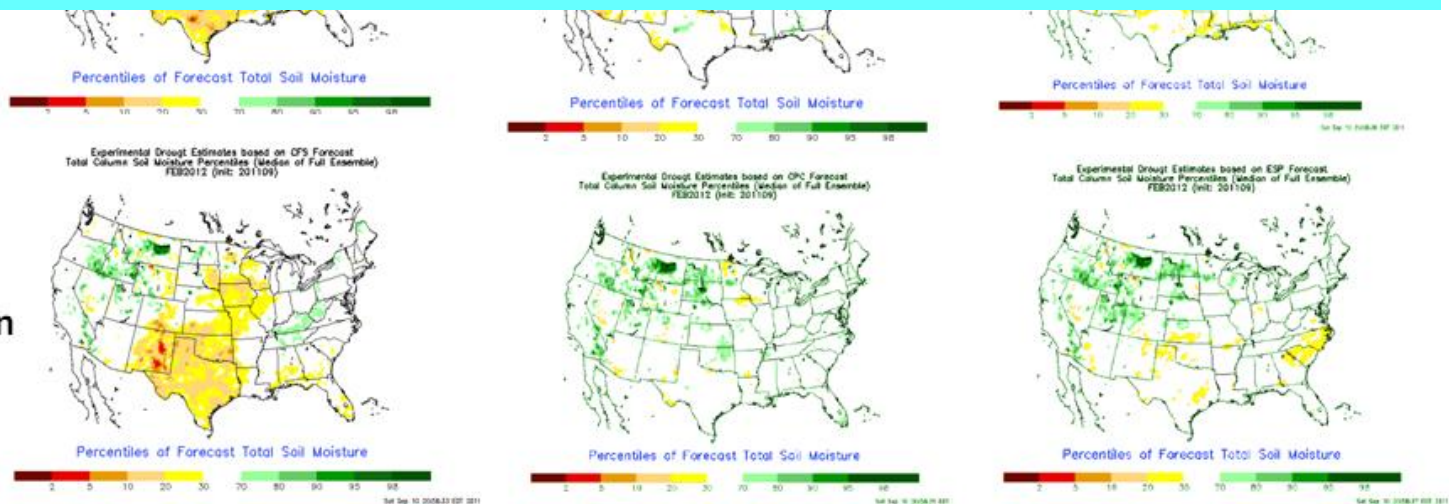 Percentiles of Forecast Total Soil Moisture
2 5 10 20 30 70 80 90 95 98
Percentiles of Forecast Total Soil Moisture
2 5 10 20 30 70 80 90 95 98
Percentiles of Forecast Total Soil Moisture
2 5 10 20 30 70 80 90 95 98
Experimental Drougt Estimates based on CFS Forecast
Total Column Soil Moisture Percentiles (Median of Full Ensemble)
FEB2012 (Init: 201109)
Percentiles of Forecast Total Soil Moisture
2 5 10 20 30 70 80 90 95 98
Experimental Drougt Estimates based on CPC Forecast
Total Column Soil Moisture Percentiles (Median of Full Ensemble)
FEB2012 (Init: 201109)
Percentiles of Forecast Total Soil Moisture
2 5 10 20 30 70 80 90 95 98
Experimental Drougt Estimates based on ESP Forecast
Total Column Soil Moisture Percentiles (Median of Full Ensemble)
FEB2012 (Init: 201109)
Percentiles of Forecast Total Soil Moisture
2 5 10 20 30 70 80 90 95 98